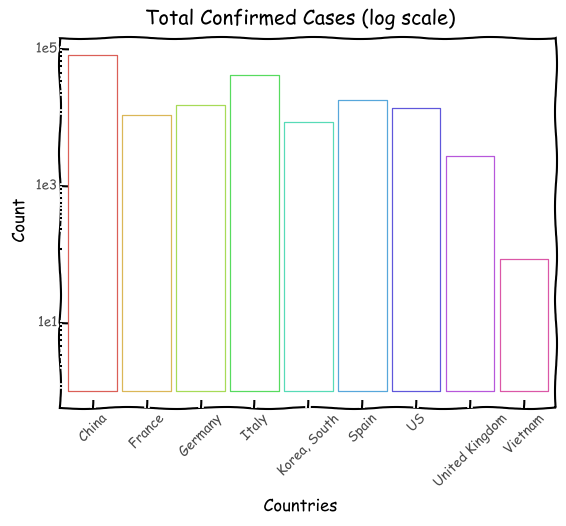 Total Confirmed Cases (log scale)
1e5
1e3
1e1
Count
China
France
Germany
Italy
Korea, South
Spain
US
United Kingdom
Vietnam
Countries